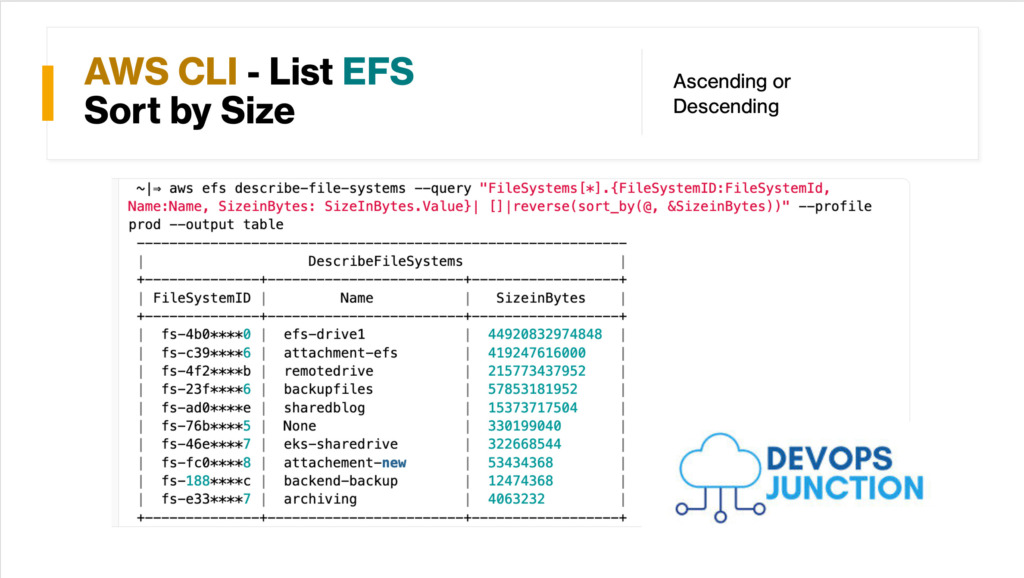 AWS CLI - List EFS
Sort by Size
Ascending or
Descending
~|⇒ aws efs describe-file-systems --query "FileSystems[*].{FileSystemID:FileSystemId,
Name:Name, SizeinBytes: SizeInBytes.Value}| []|reverse(sort_by(@, &SizeinBytes))" --profile
prod --output table
------------------------------------------------------------
|                    DescribeFileSystems                   |
+--------------+------------------------+------------------+
| FileSystemID |         Name           |   SizeinBytes    |
+--------------+------------------------+------------------+
| fs-4b0****0 | efs-drive1 | 44920832974848 |
| fs-c39****6 | attachment-efs | 419247616000 |
| fs-4f2****b | remotedrive | 215773437952 |
| fs-23f****6 | backupfiles | 57853181952 |
| fs-ad0****e | sharedblog | 15373717504 |
| fs-76b****5 | None | 330199040 |
| fs-46e****7 | eks-sharedrive | 322668544 |
| fs-fc0****8 | attachement-new | 53434368 |
| fs-188****c | backend-backup | 12474368 |
| fs-e33****7 | archiving | 4063232 |
+--------------+------------------------+------------------+
DEVOPS
JUNCTION